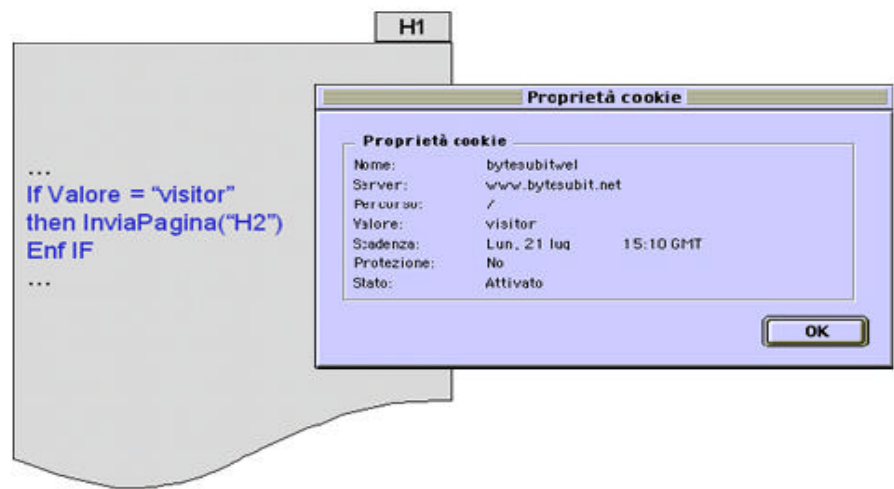 H1
...
If Valore = “visitor”
then InviaPagina(“H2”)
Enf IF
...
Proprietà cookie
Proprietà cookie
Nome: bytesubitwel
Server: www.bytesubit.net
Percorso: /
Valore: visitor
Scadenza: Lun, 21 lug 15:10 GMT
Protezione: No
Stato: Attivato
OK